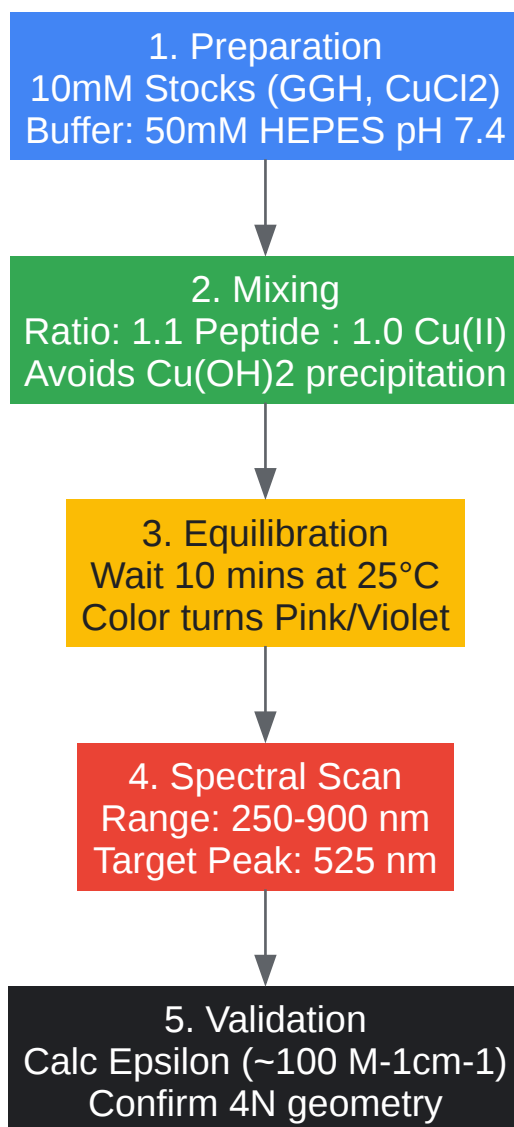 1. Preparation
10mM Stocks (GGH, CuCl2)
Buffer: 50mM HEPES pH 7.4
2. Mixing
Ratio: 1.1 Peptide : 1.0 Cu(II)
Avoids Cu(OH)2 precipitation
3. Equilibration
Wait 10 mins at 25°C
Color turns Pink/Violet
4. Spectral Scan
Range: 250-900 nm
Target Peak: 525 nm
5. Validation
Calc Epsilon (~100 M-1cm-1)
Confirm 4N geometry